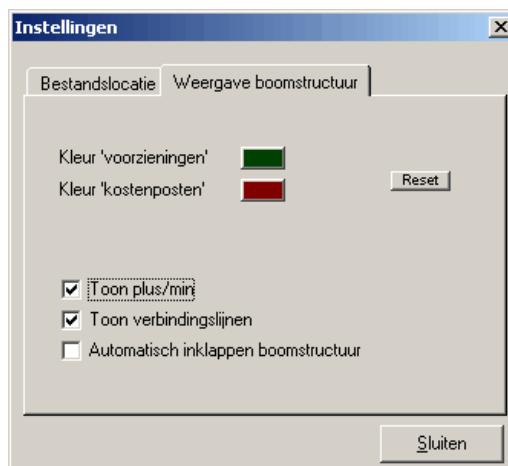 Instellingen
Bestandslocatie
Weergave boomstructuur
Kleur 'voorzieningen'
Kleur 'kostenposten'
Reset
Toon plus/min
Toon verbindingslijnen
Automatisch inklappen boomstructuur
Sluiten